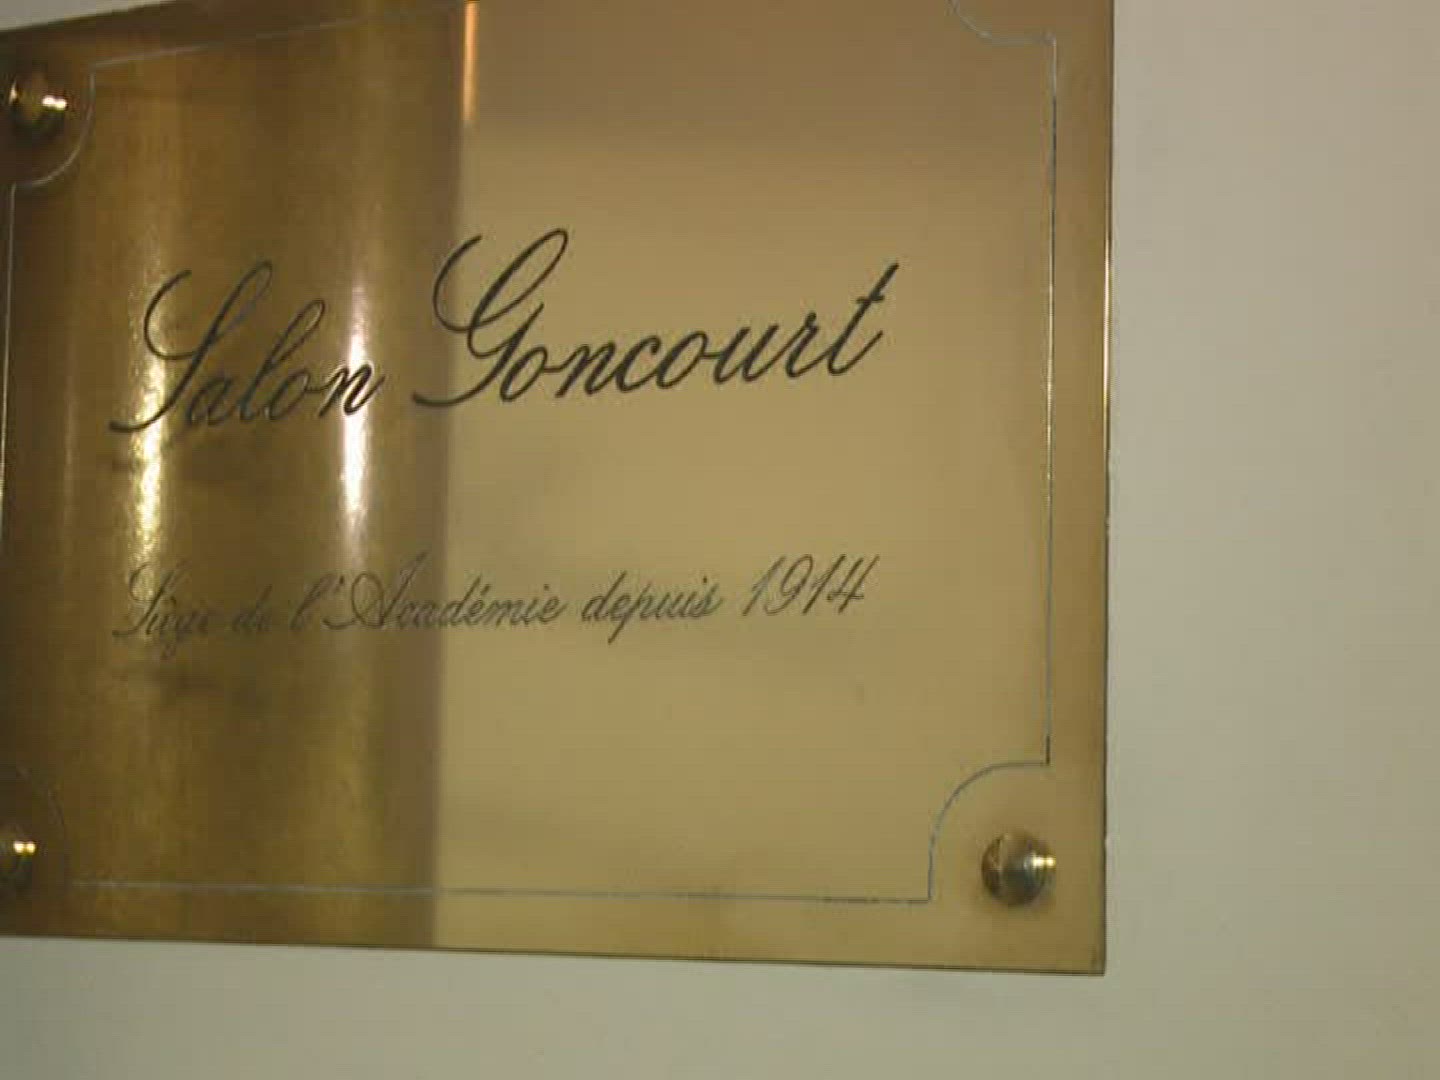 Salon Goncourt
Siège de l'Académie depuis 1914